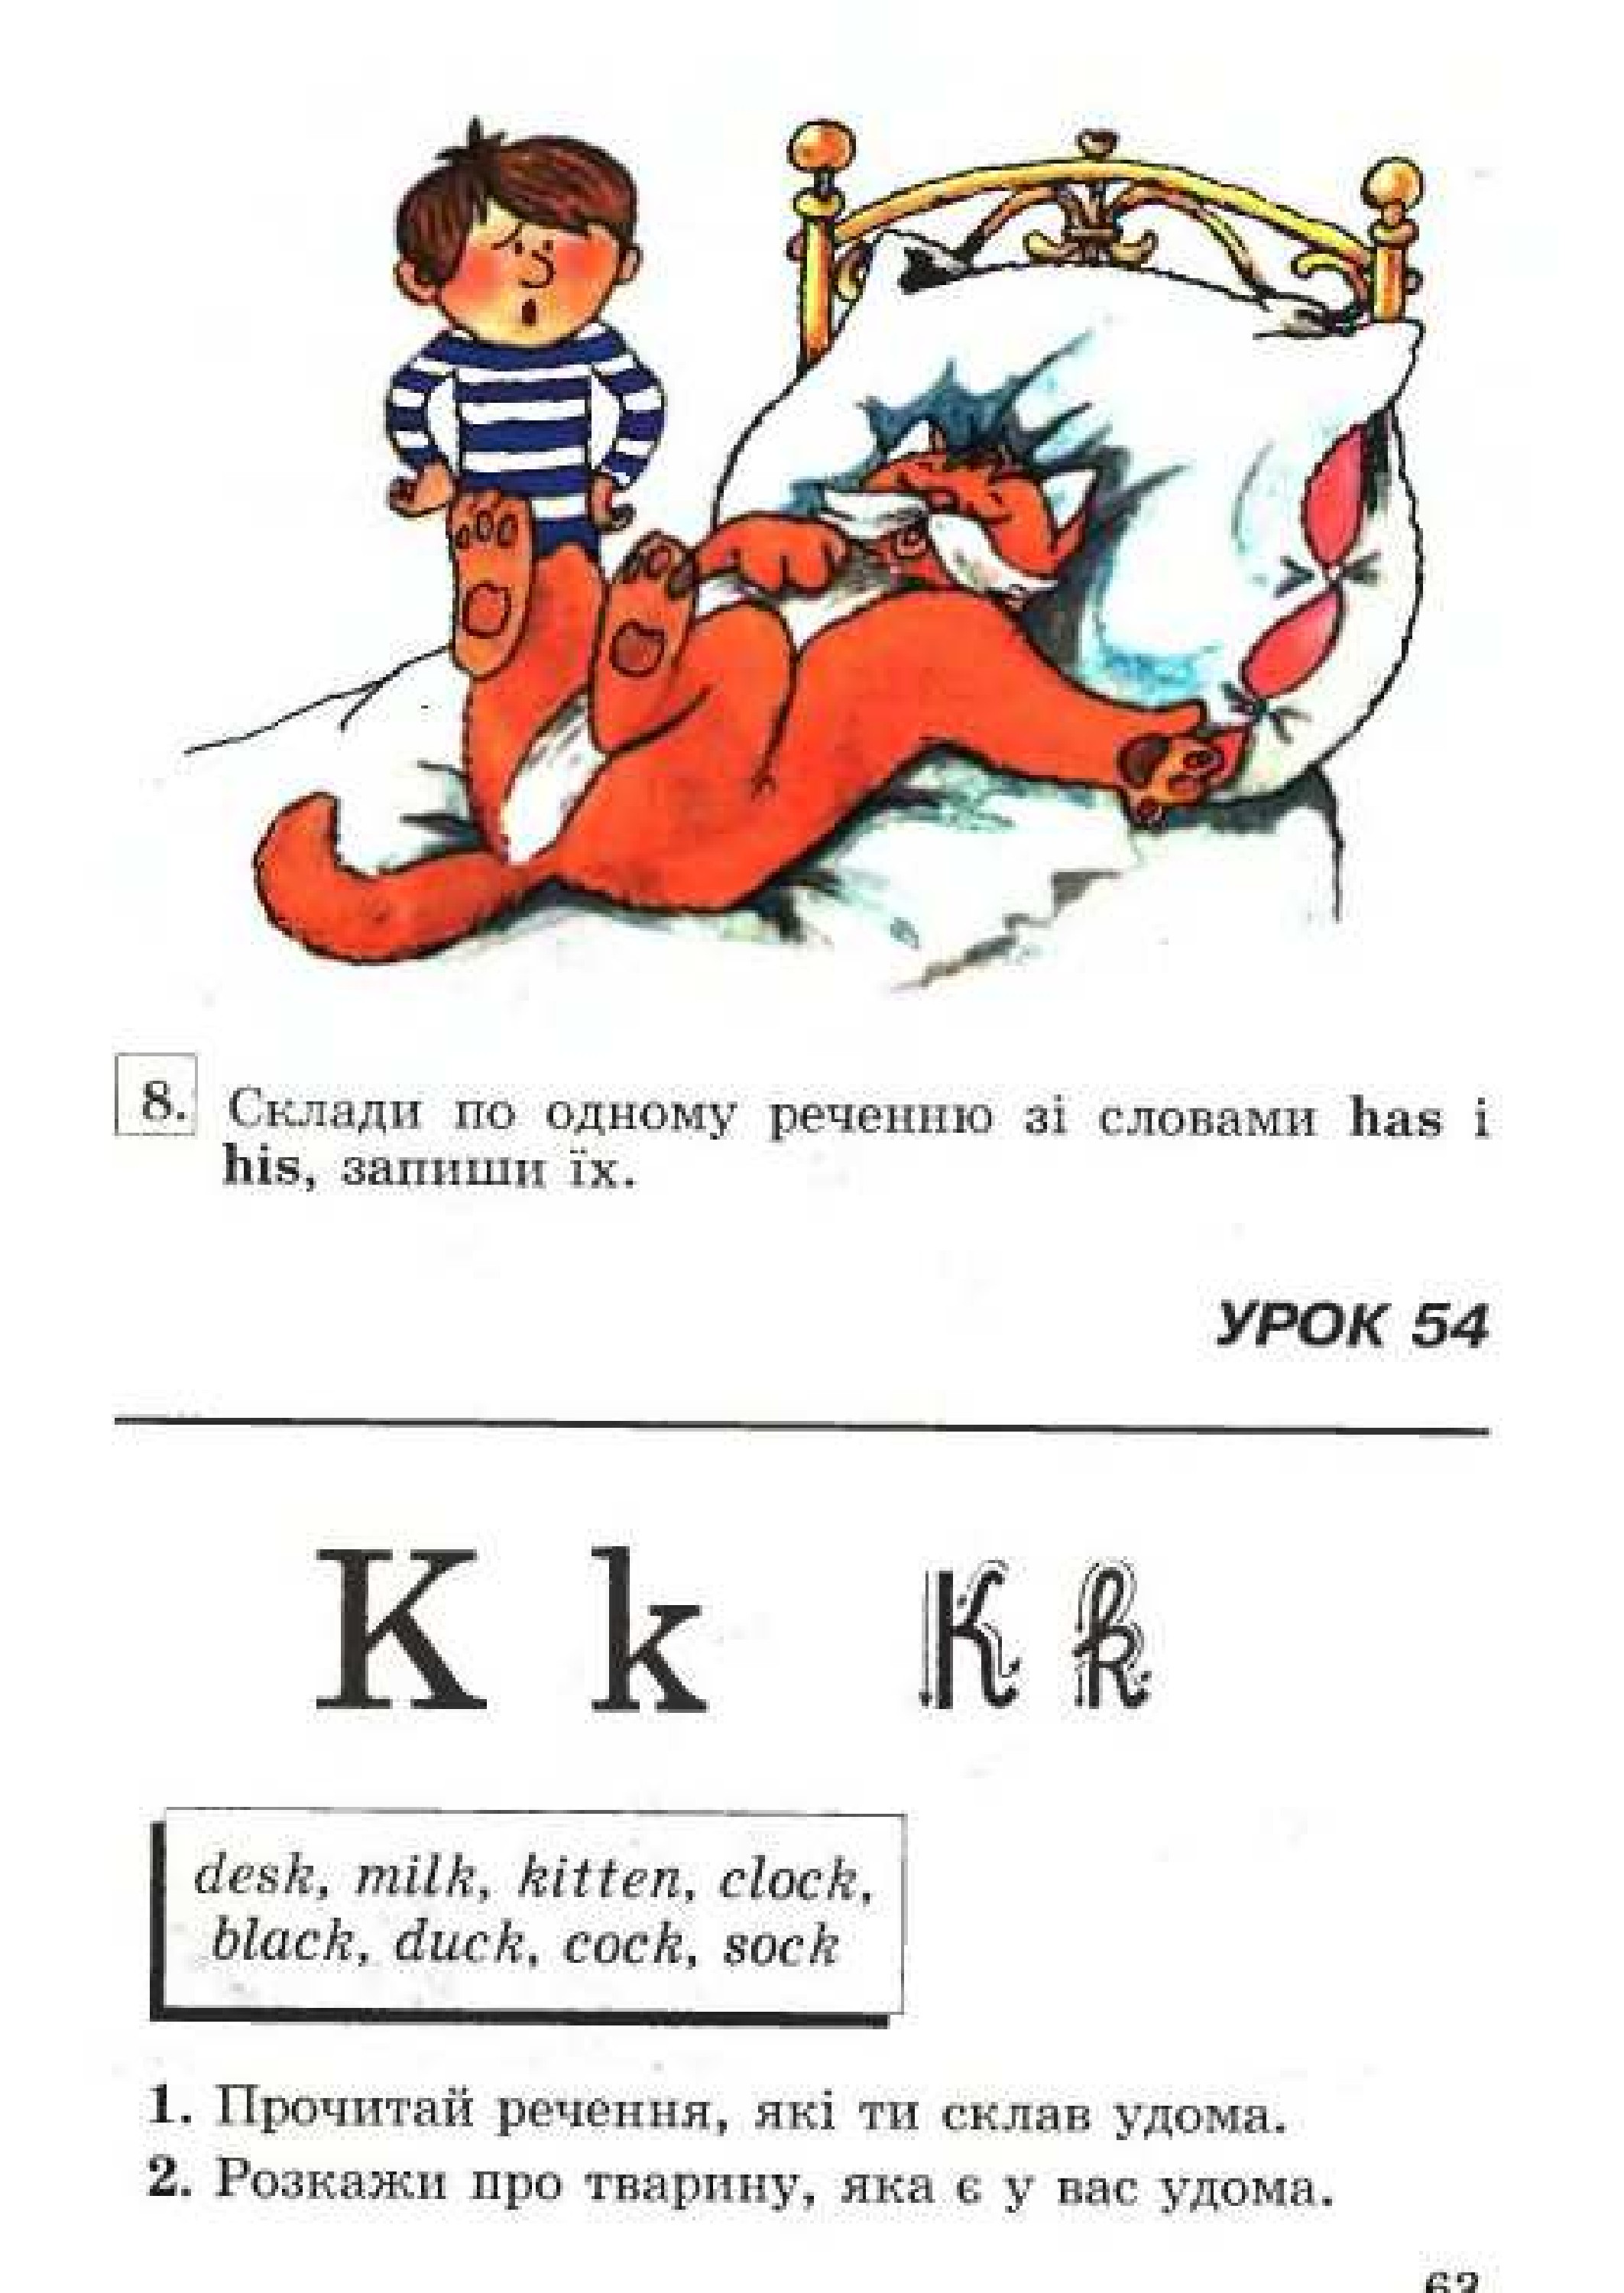 8. Склади по одному реченню зі словами has і
his, запиши їх.
УРОК 54
K k K k
desk, milk, kitten, clock,
black, duck, cock, sock
1. Прочитай речення, які ти склав удома.
2. Розкажи про тварину, яка є у вас удома.